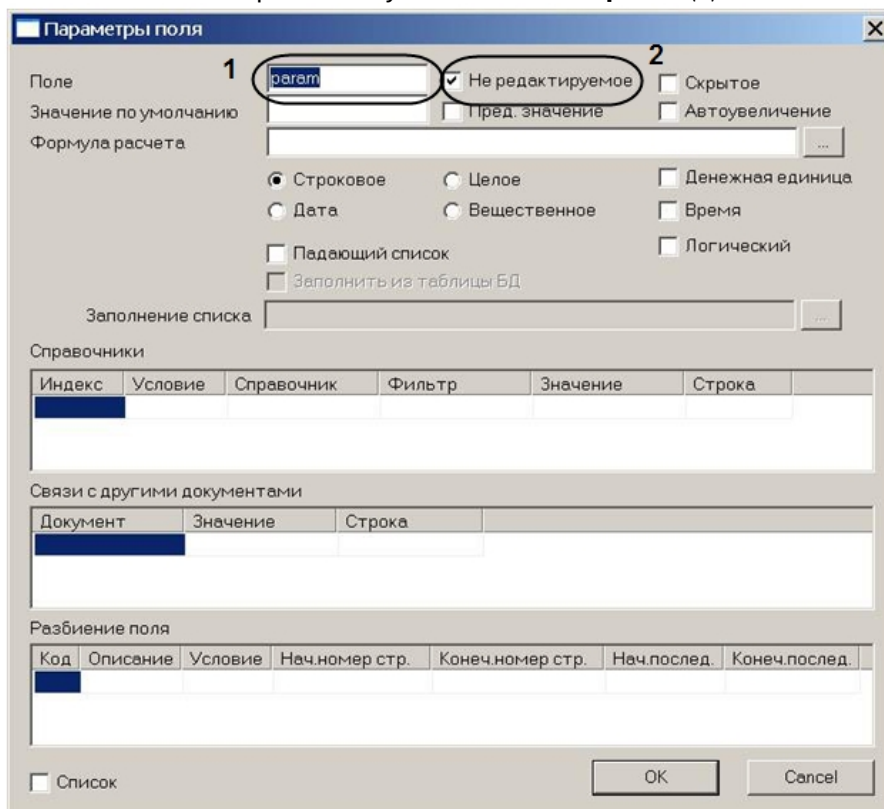 Параметры поля
1
2
Поле param Не редактируемое Скрытое
Значение по умолчанию Пред. значение Автоувеличение
Формула расчета ...
Строковое Целое Денежная единица
Дата Вещественное Время
Падающий список Логический
Заполнить из таблицы БД
Заполнение списка ...
Справочники
Индекс Условие Справочник Фильтр Значение Строка
Связи с другими документами
Документ Значение Строка
Разбиение поля
Код Описание Условие Нач.номер стр. Конеч.номер стр. Нач.послед. Конеч.послед.
Список OK Cancel